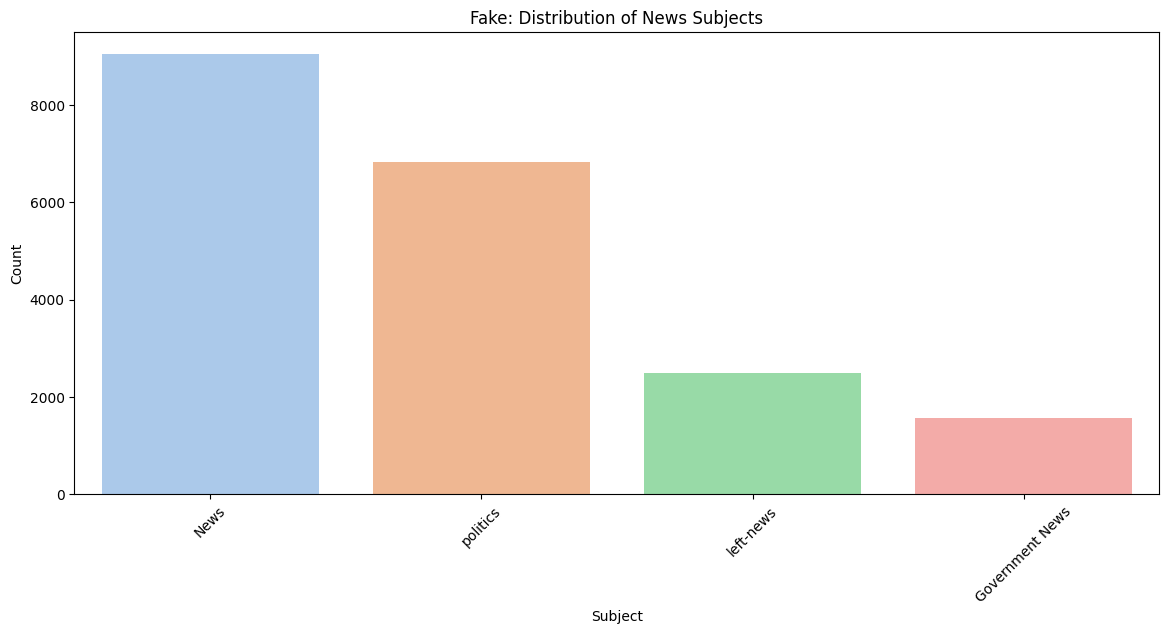 Fake: Distribution of News Subjects
Count
8000
6000
4000
2000
0
News
politics
left-news
Government News
Subject